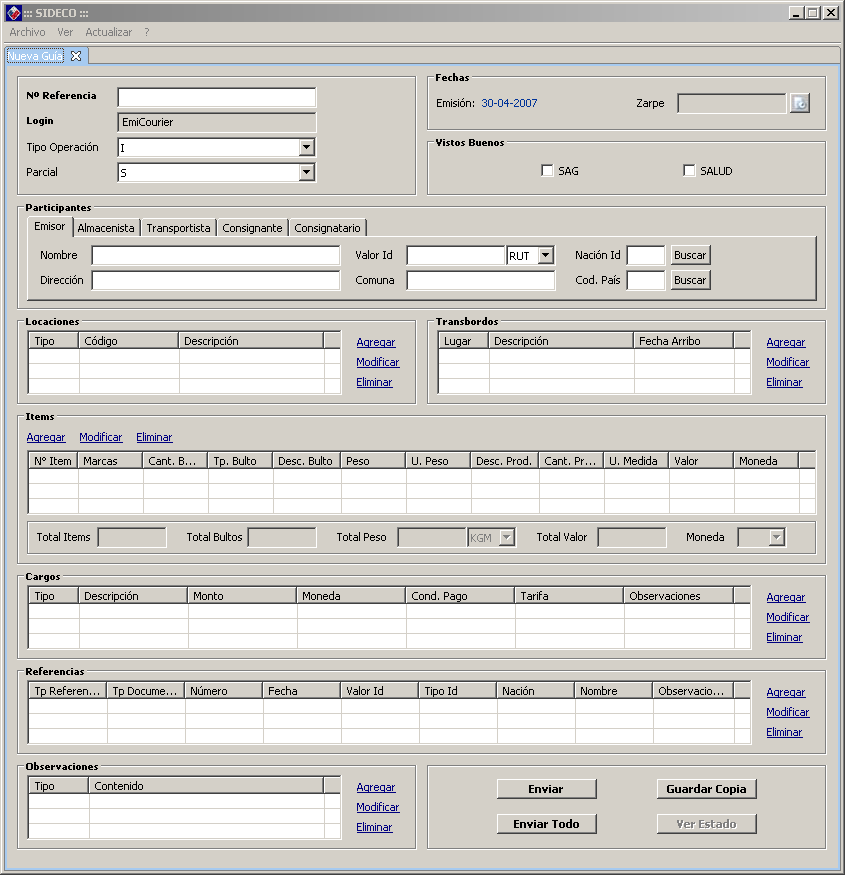 ::: SIDECO :::
Archivo Ver Actualizar ?
Nueva Guía
Nº Referencia
Login EmiCourier
Tipo Operación I
Parcial S
Fechas
Emisión: 30-04-2007 Zarpe
Vistos Buenos
SAG SALUD
Participantes
Emisor Almacenista Transportista Consignante Consignatario
Nombre Valor Id RUT Nación Id Buscar
Dirección Comuna Cod. País Buscar
Locaciones
Tipo Código Descripción
Agregar
Modificar
Eliminar
Transbordos
Lugar Descripción Fecha Arribo
Agregar
Modificar
Eliminar
Items
Agregar Modificar Eliminar
Nº Item Marcas Cant. B... Tp. Bulto Desc. Bulto Peso U. Peso Desc. Prod. Cant. Pr... U. Medida Valor Moneda
Total Items Total Bultos Total Peso KGM Total Valor Moneda
Cargos
Tipo Descripción Monto Moneda Cond. Pago Tarifa Observaciones
Agregar
Modificar
Eliminar
Referencias
Tp Referen... Tp Docume... Número Fecha Valor Id Tipo Id Nación Nombre Observacio...
Agregar
Modificar
Eliminar
Observaciones
Tipo Contenido
Agregar
Modificar
Eliminar
Enviar Guardar Copia
Enviar Todo Ver Estado